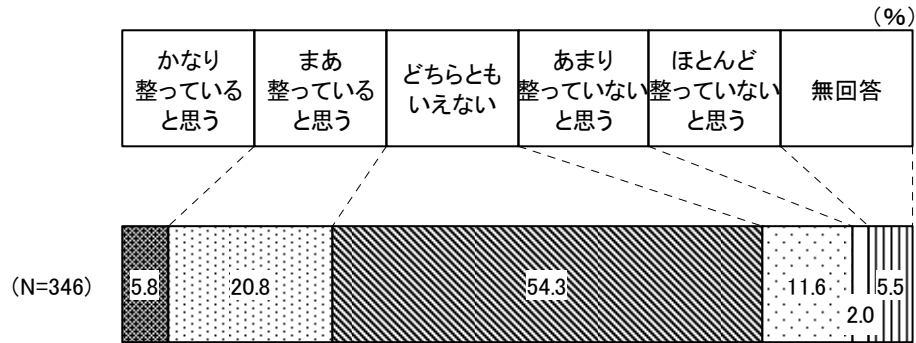 (%)
かなり
整っている
と思う
まあ
整っている
と思う
どちらとも
いえない
あまり
整っていない
と思う
ほとんど
整っていない
と思う
無回答
(N=346)
5.8
20.8
54.3
11.6
2.0
5.5